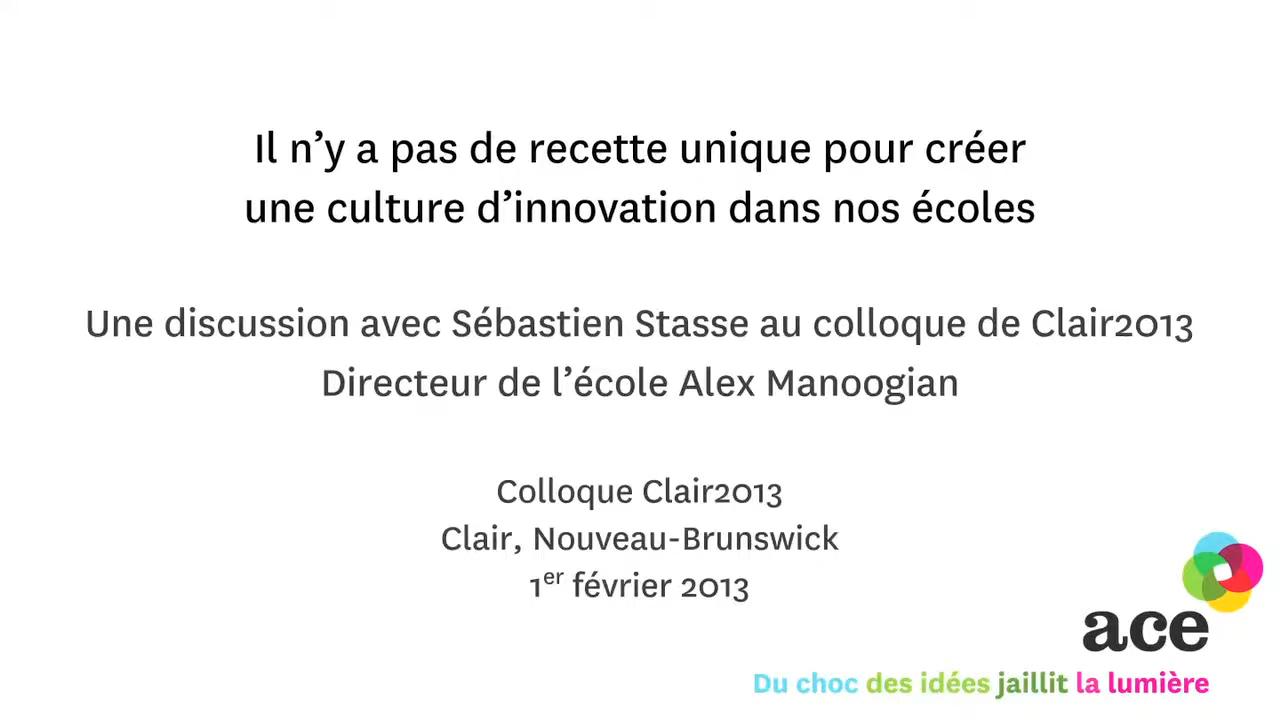 Il n’y a pas de recette unique pour créer
une culture d’innovation dans nos écoles
Une discussion avec Sébastien Stasse au colloque de Clair2013
Directeur de l’école Alex Manoogian
Colloque Clair2013
Clair, Nouveau-Brunswick
1er février 2013
ace
Du choc des idées jaillit la lumière